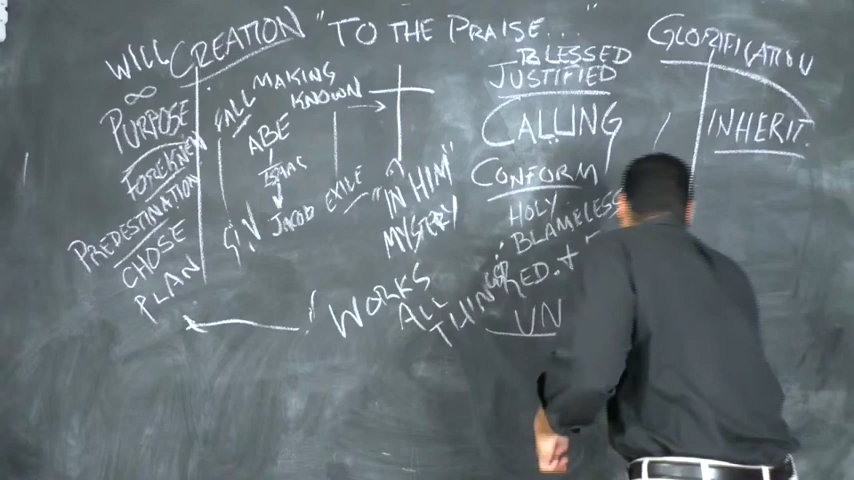 WILL CREATION "TO THE PRAISE..."
GLORIFICATION
∞
PURPOSE
FOREKNEW
PREDESTINATION
CHOSE
PLAN
FALL
MAKING
KNOWN
ABE
ISAAC
JACOB
EXILE
"IN HIM"
MYSTERY
BLESSED
JUSTIFIED
CALLING
CONFORM
HOLY
BLAMELESS
RED. +
UN
INHERIT.
WORKS
ALL
THINGS